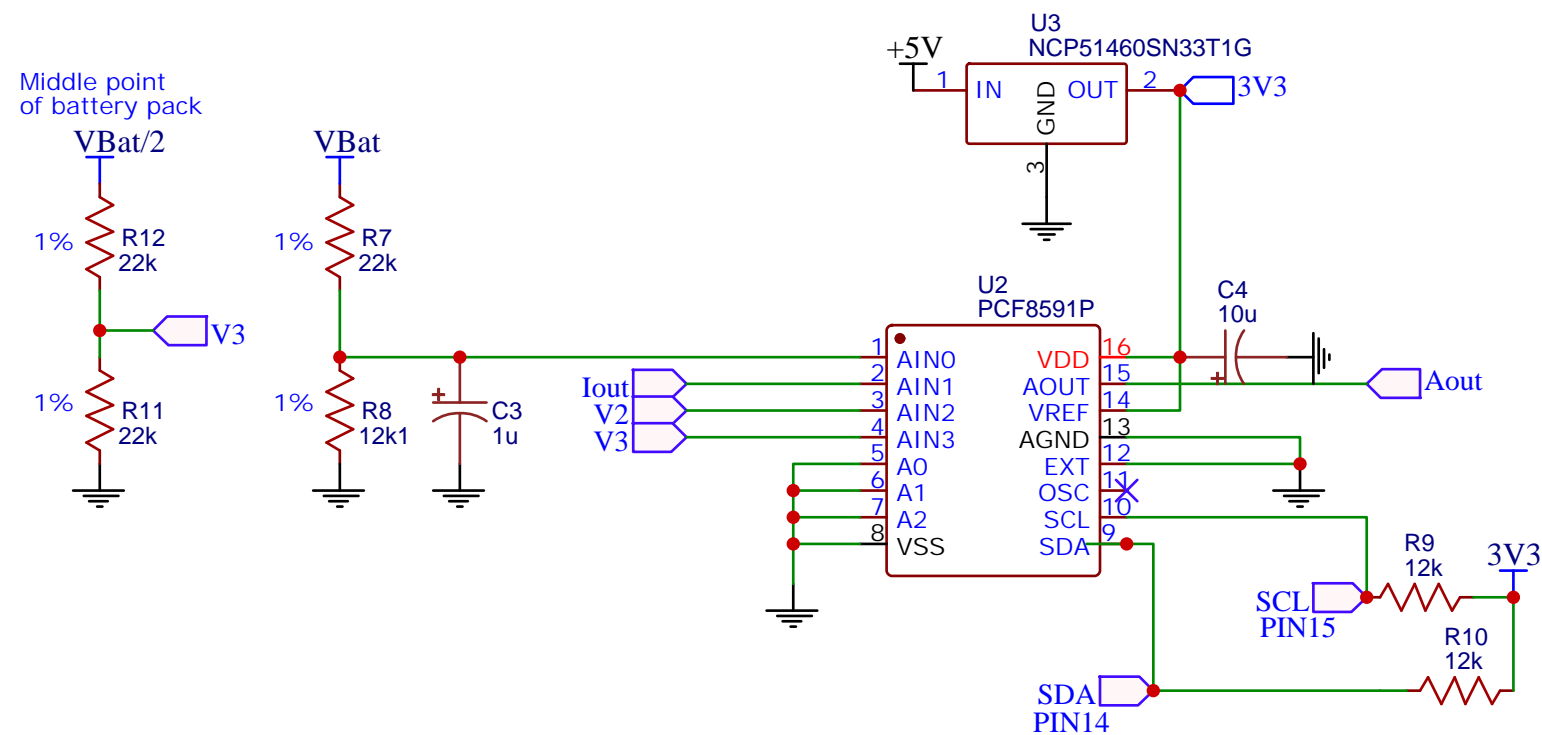 Middle point
of battery pack
VBat/2
1%
R12
22k
V3
1%
R11
22k
VBat
1%
R7
22k
1%
R8
12k1
C3
1u
+5V
U3
NCP51460SN33T1G
1
IN
GND
OUT
2
3
3V3
U2
PCF8591P
Iout
V2
V3
1
AIN0
2
AIN1
3
AIN2
4
AIN3
5
A0
6
A1
7
A2
8
VSS
VDD
16
AOUT
15
VREF
14
AGND
13
EXT
12
OSC
11
SCL
10
SDA
9
C4
10u
Aout
R9
12k
3V3
SCL
PIN15
R10
12k
SDA
PIN14